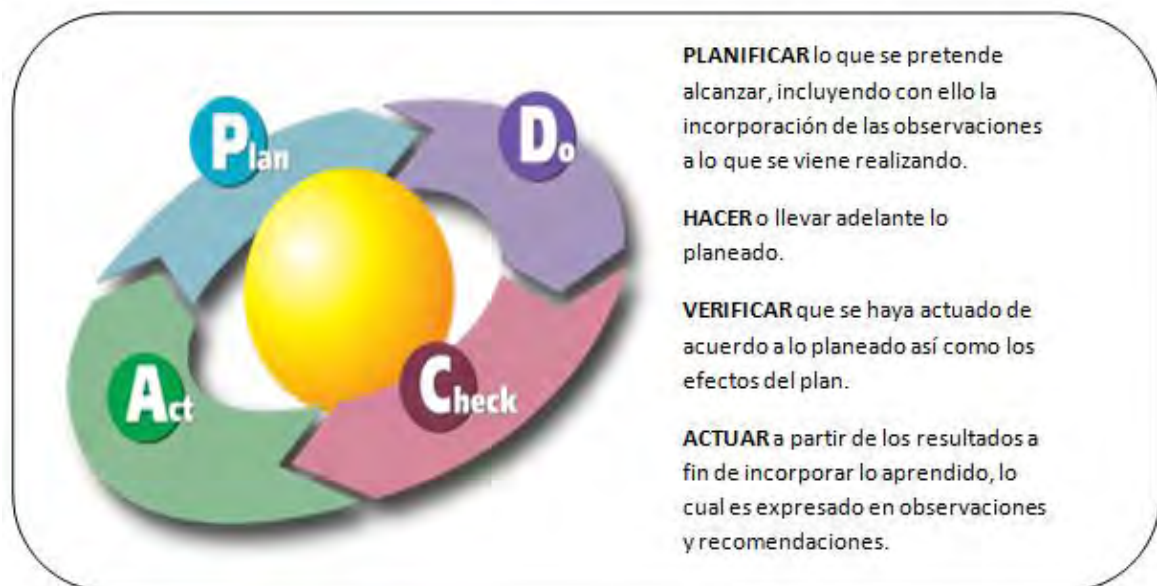 Plan
Do
Act
Check
PLANIFICAR lo que se pretende
alcanzar, incluyendo con ello la
incorporación de las observaciones
a lo que se viene realizando.
HACER o llevar adelante lo
planeado.
VERIFICAR que se haya actuado de
acuerdo a lo planeado así como los
efectos del plan.
ACTUAR a partir de los resultados a
fin de incorporar lo aprendido, lo
cual es expresado en observaciones
y recomendaciones.